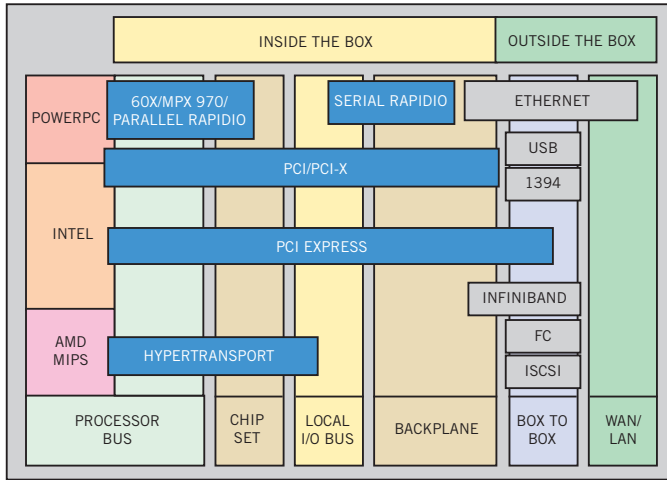 INSIDE THE BOX
OUTSIDE THE BOX
POWERPC
60X/MPX 970/
PARALLEL RAPIDIO
SERIAL RAPIDIO
ETHERNET
USB
PCI/PCI-X
1394
INTEL
PCI EXPRESS
INFINIBAND
AMD
MIPS
HYPERTRANSPORT
FC
ISCSI
PROCESSOR
BUS
CHIP
SET
LOCAL
I/O BUS
BACKPLANE
BOX TO
BOX
WAN/
LAN